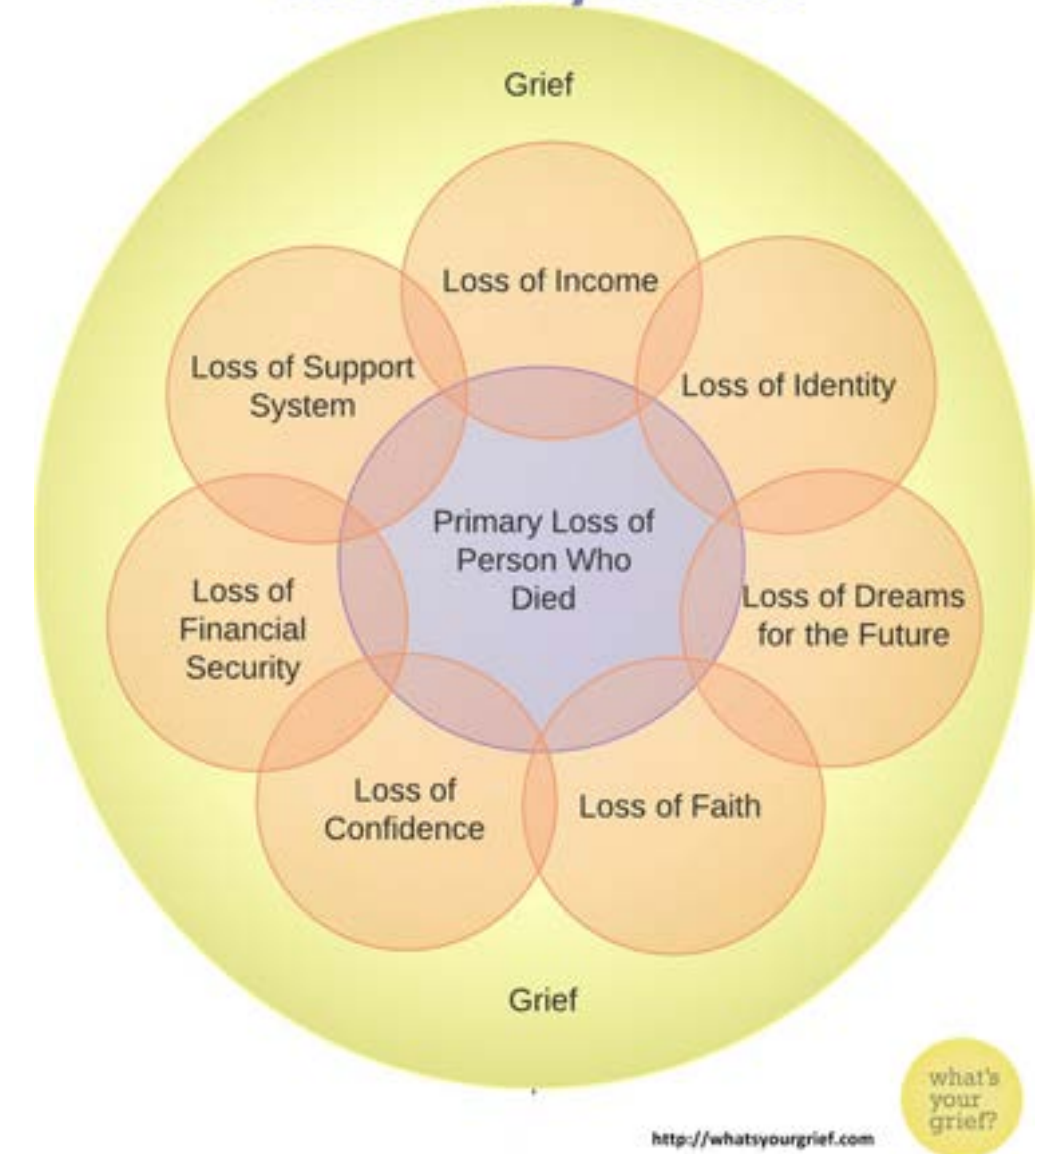 Grief
Loss of Income
Loss of Support
System
Loss of Identity
Primary Loss of
Person Who
Died
Loss of
Financial
Security
Loss of Dreams
for the Future
Loss of
Confidence
Loss of Faith
Grief
what's
your
grief?
http://whatsyourgrief.com